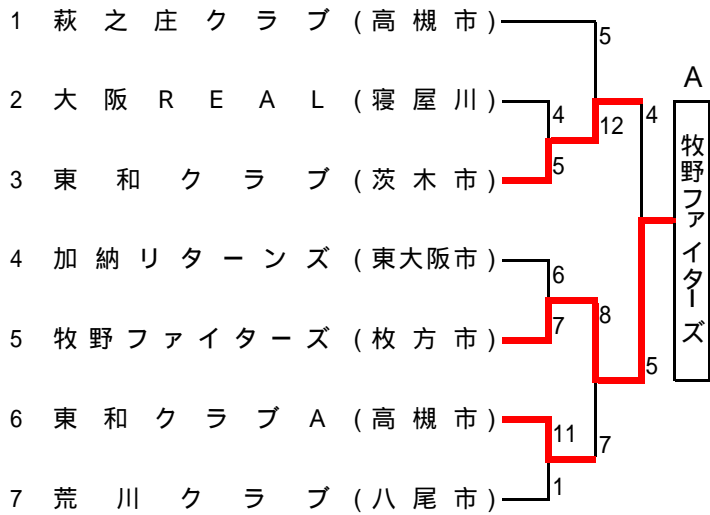 1 萩之庄クラブ(高槻市)
5
A
2 大阪REAL(寝屋川)
4
12
4
3 東和クラブ(茨木市)
5
牧野ファイターズ
4 加納リターンズ(東大阪市)
6
8
5 牧野ファイターズ(枚方市)
7
5
6 東和クラブA(高槻市)
11
7
7 荒川クラブ(八尾市)
1